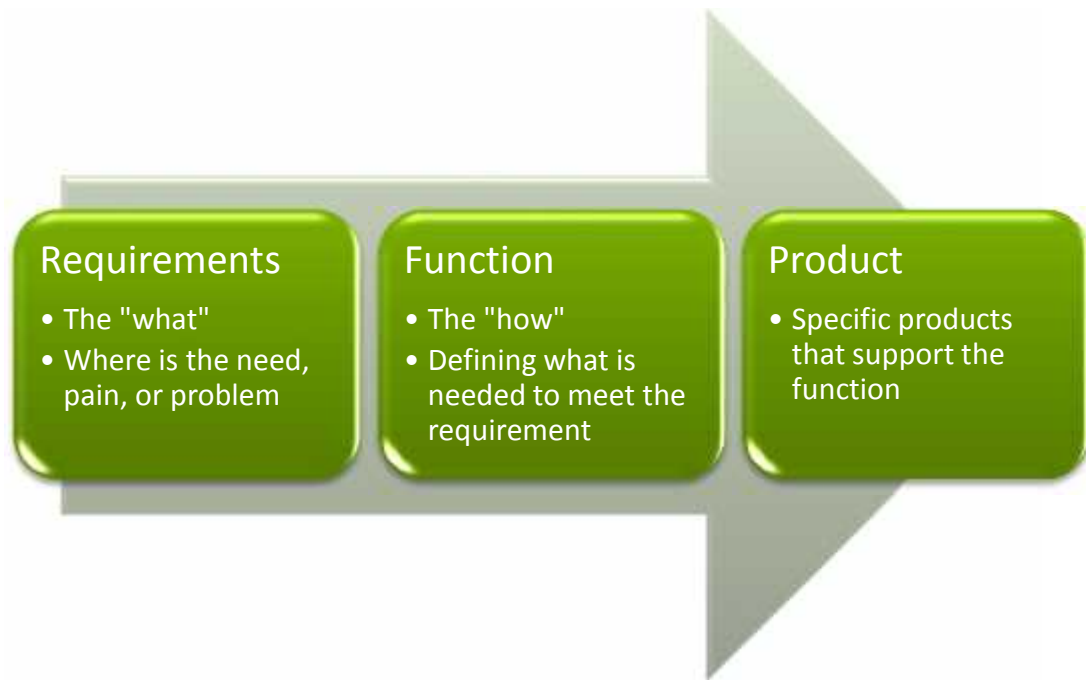 Requirements
• The "what"
• Where is the need,
pain, or problem
Function
• The "how"
• Defining what is
needed to meet the
requirement
Product
• Specific products
that support the
function